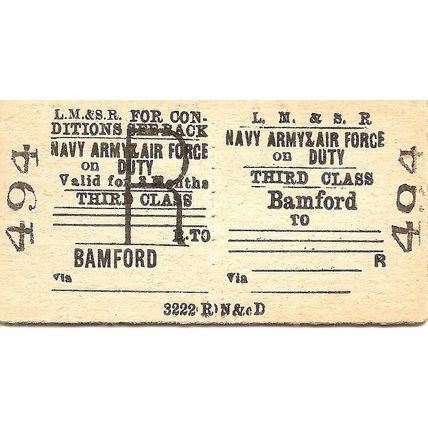 494
L.M.&S.R. FOR CON-
DITIONS SEE BACK
NAVY ARMY & AIR FORCE
on DUTY
Valid for 2 Months
THIRD CLASS
R
R.TO
BAMFORD
Via
L. M. & S. R
NAVY ARMY & AIR FORCE
on DUTY
THIRD CLASS
Bamford
TO
R
Via
494
3222(R)N&cD